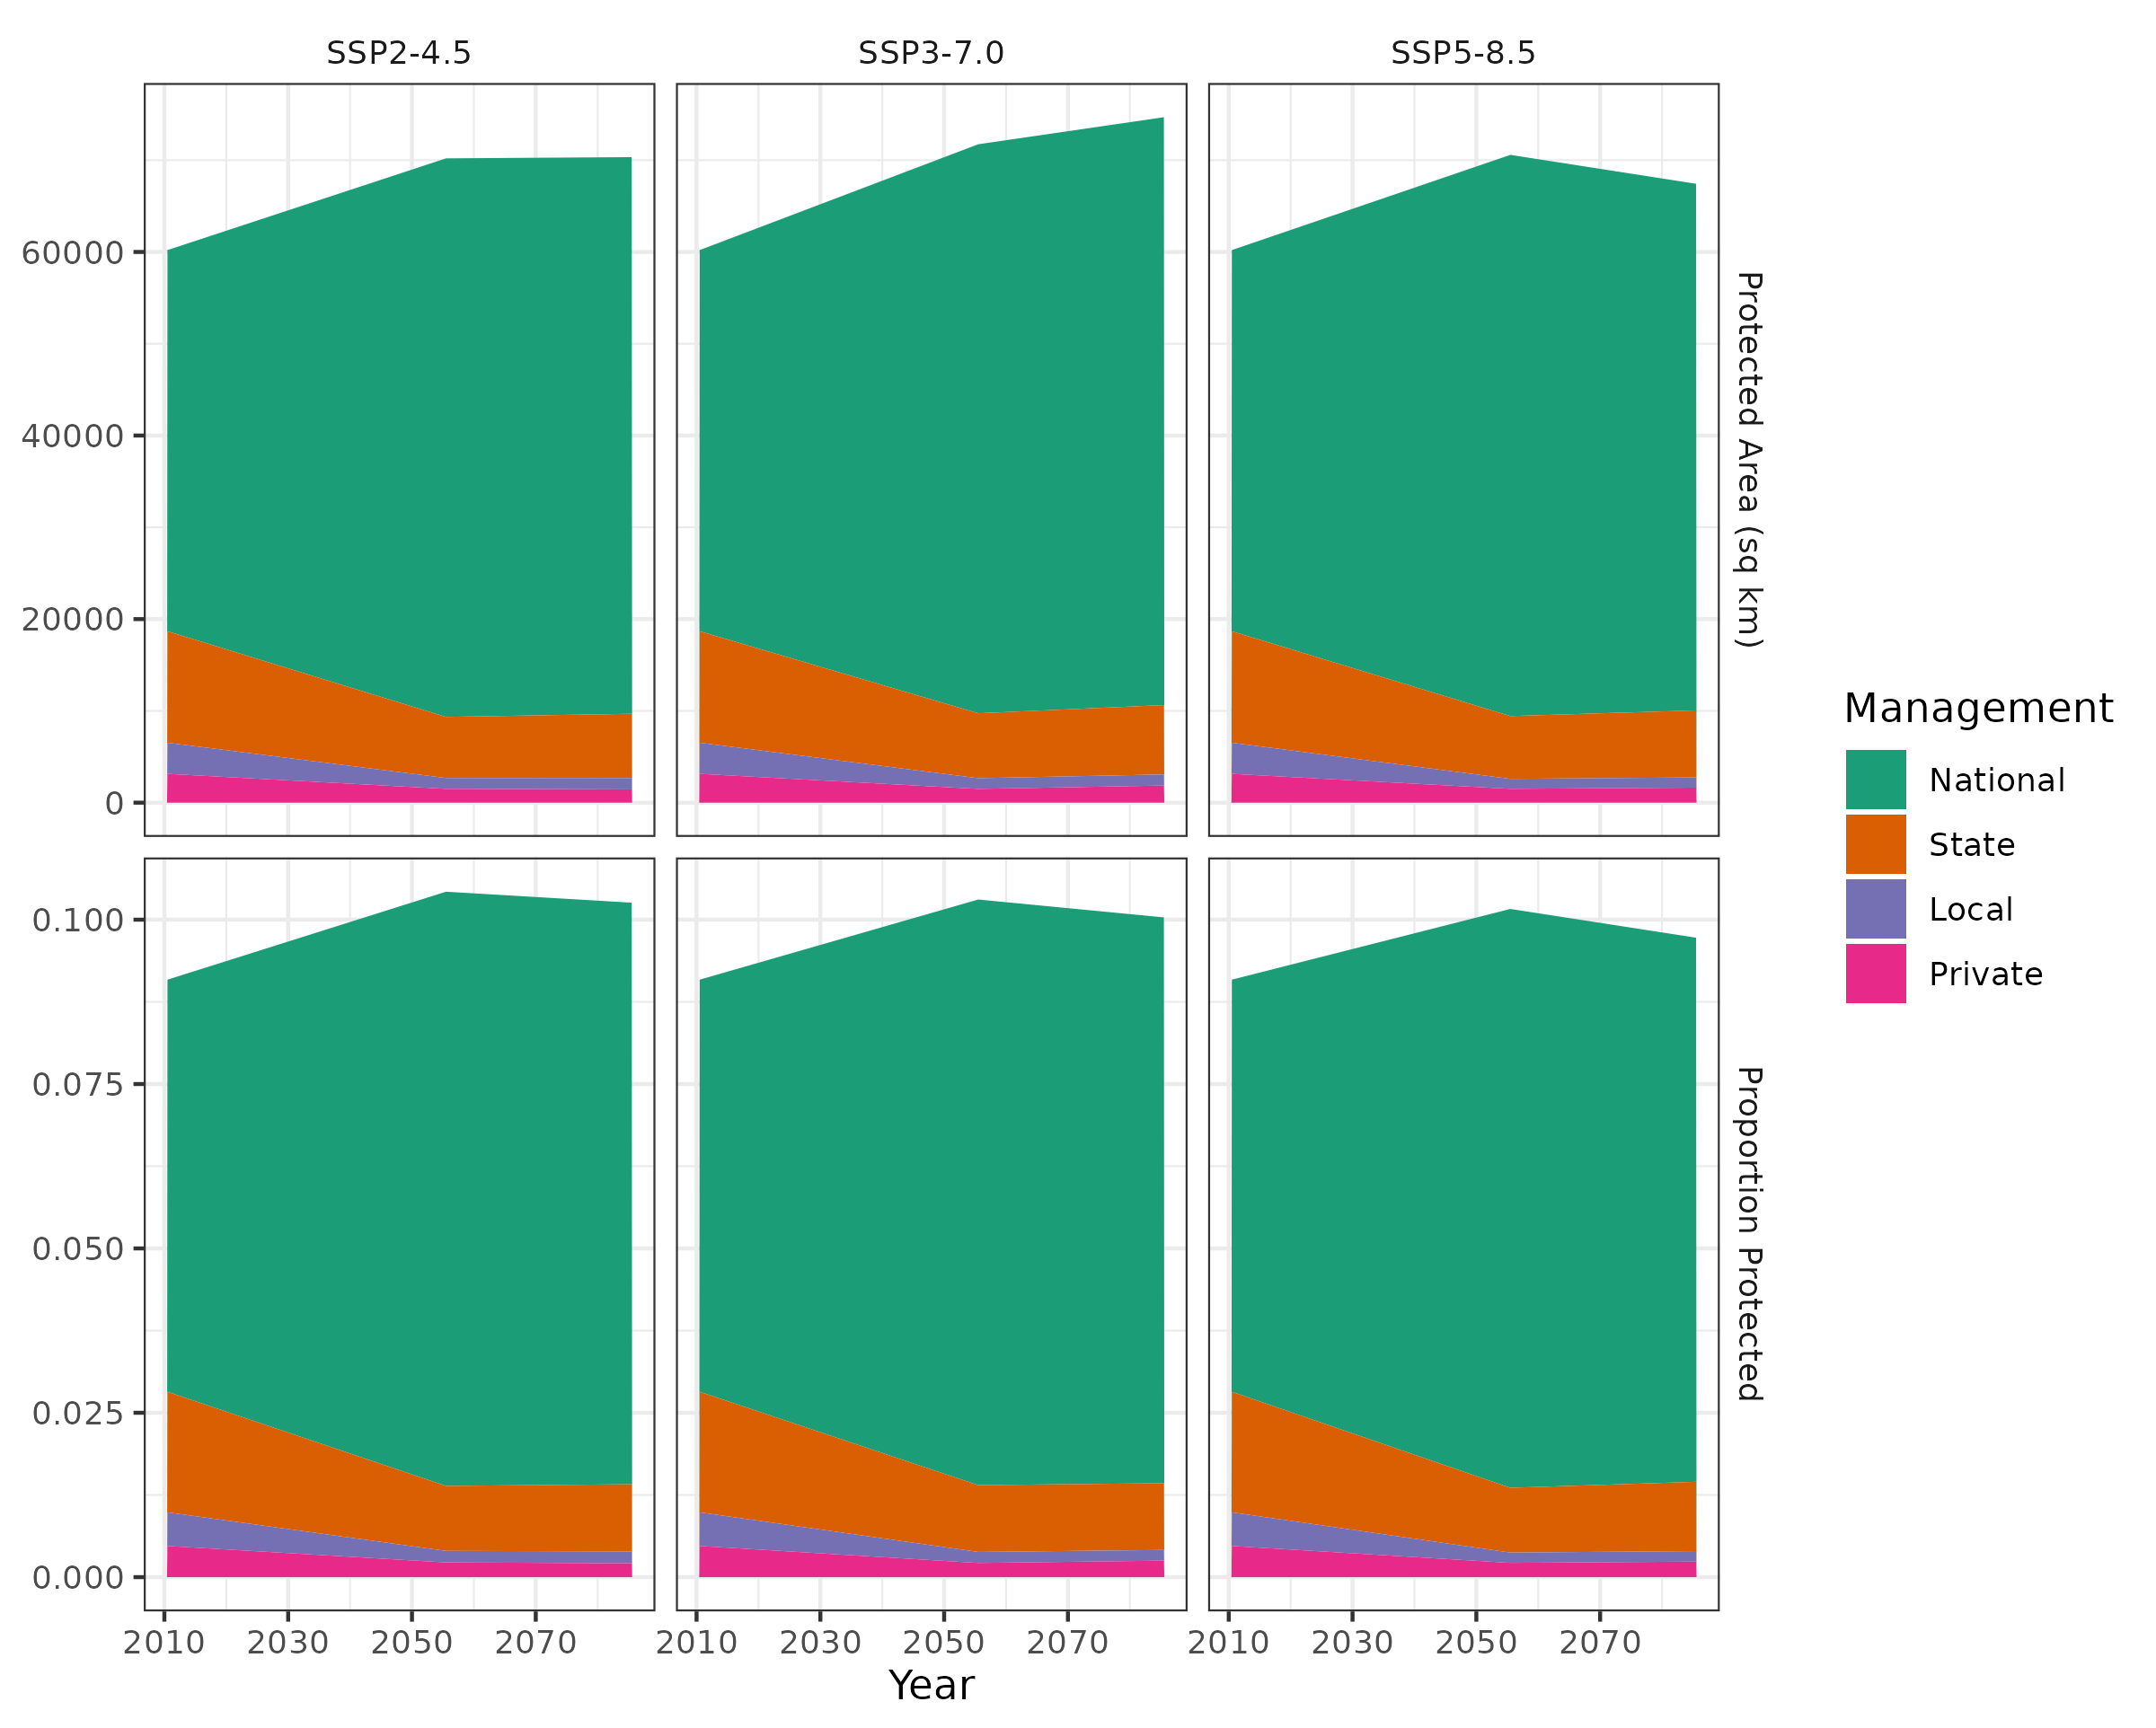 SSP2-4.5 SSP3-7.0 SSP5-8.5
60000
40000
20000
0
Protected Area (sq km)
0.100
0.075
0.050
0.025
0.000
Proportion Protected
2010 2030 2050 2070 2010 2030 2050 2070 2010 2030 2050 2070
Year
Management
National
State
Local
Private